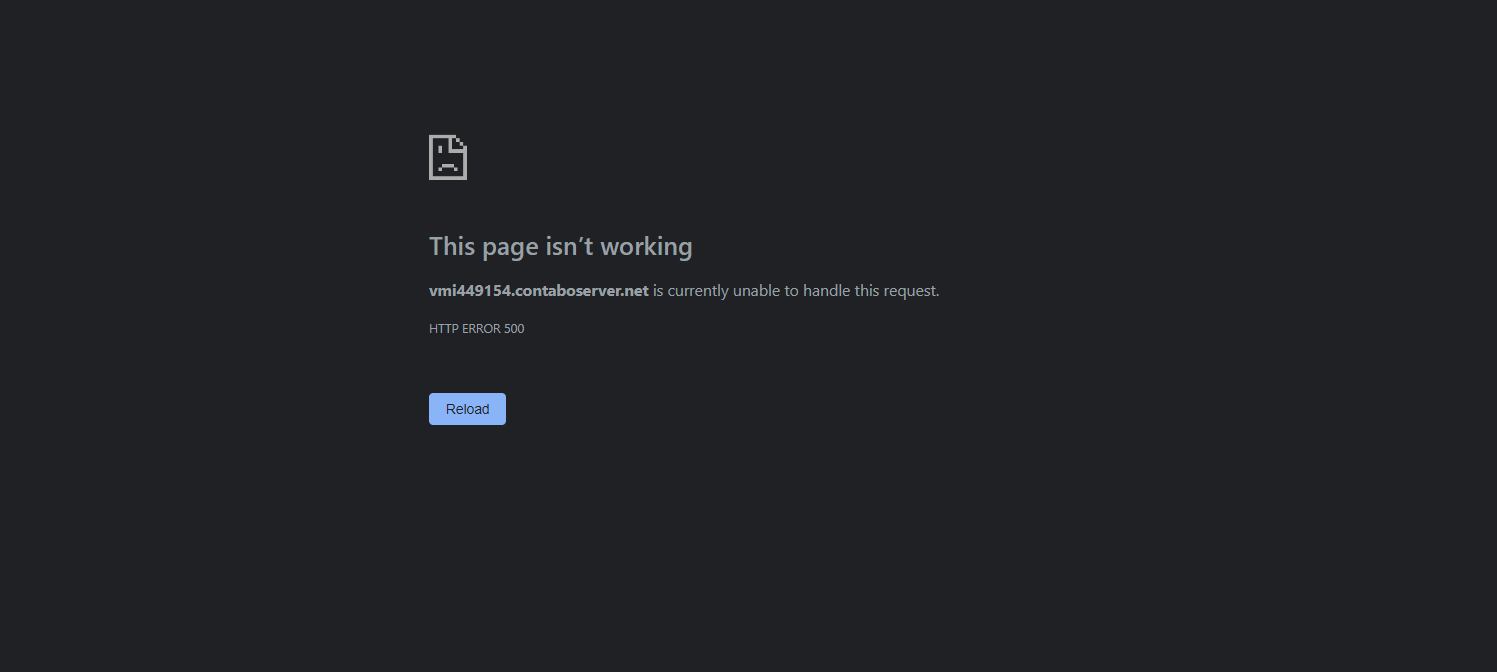 This page isn’t working
vmi449154.contaboserver.net is currently unable to handle this request.
HTTP ERROR 500
Reload